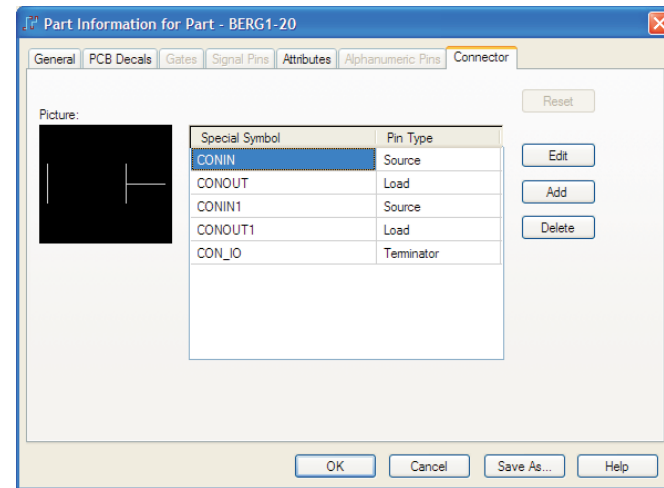 Part Information for Part - BERG1-20
General PCB Decals Gates Signal Pins Attributes Alphanumeric Pins Connector
Picture:
Reset
Special Symbol Pin Type
CONIN Source
Edit
CONOUT Load
Add
CONIN1 Source
CONOUT1 Load
Delete
CON_IO Terminator
OK Cancel Save As... Help